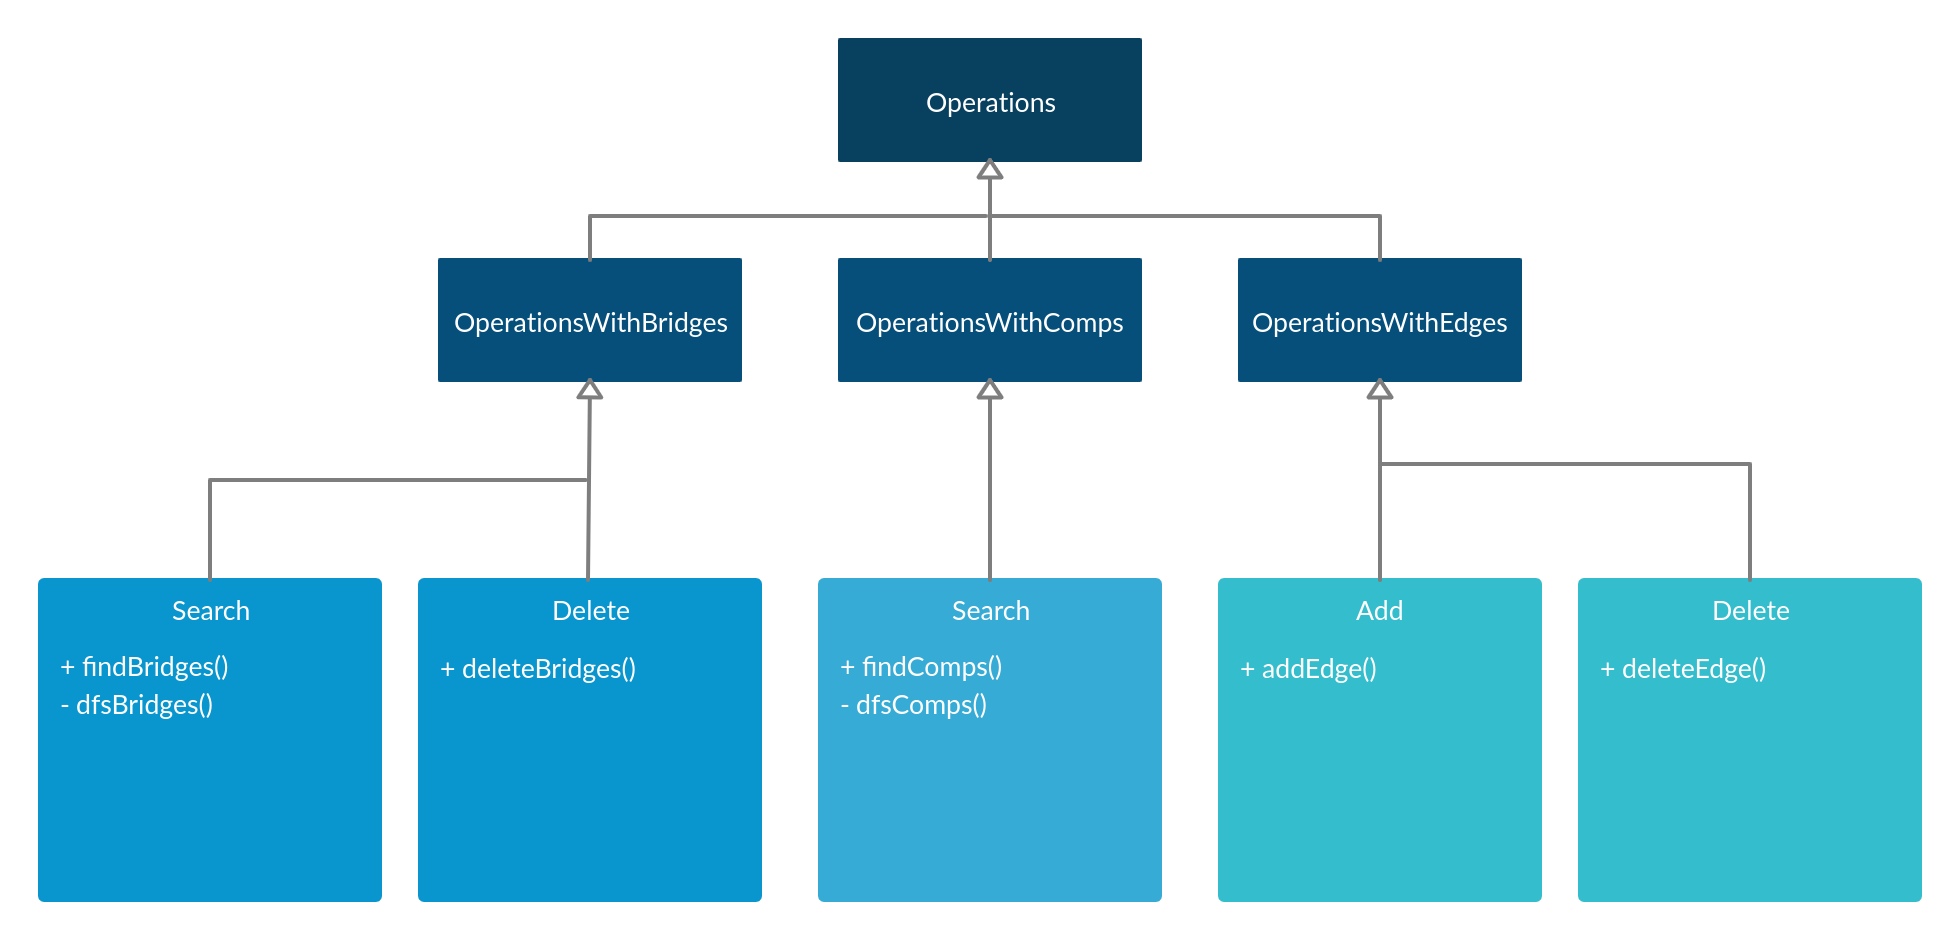 Operations
OperationsWithBridges
OperationsWithComps
OperationsWithEdges
Search
+ findBridges()
- dfsBridges()
Delete
+ deleteBridges()
Search
+ findComps()
- dfsComps()
Add
+ addEdge()
Delete
+ deleteEdge()